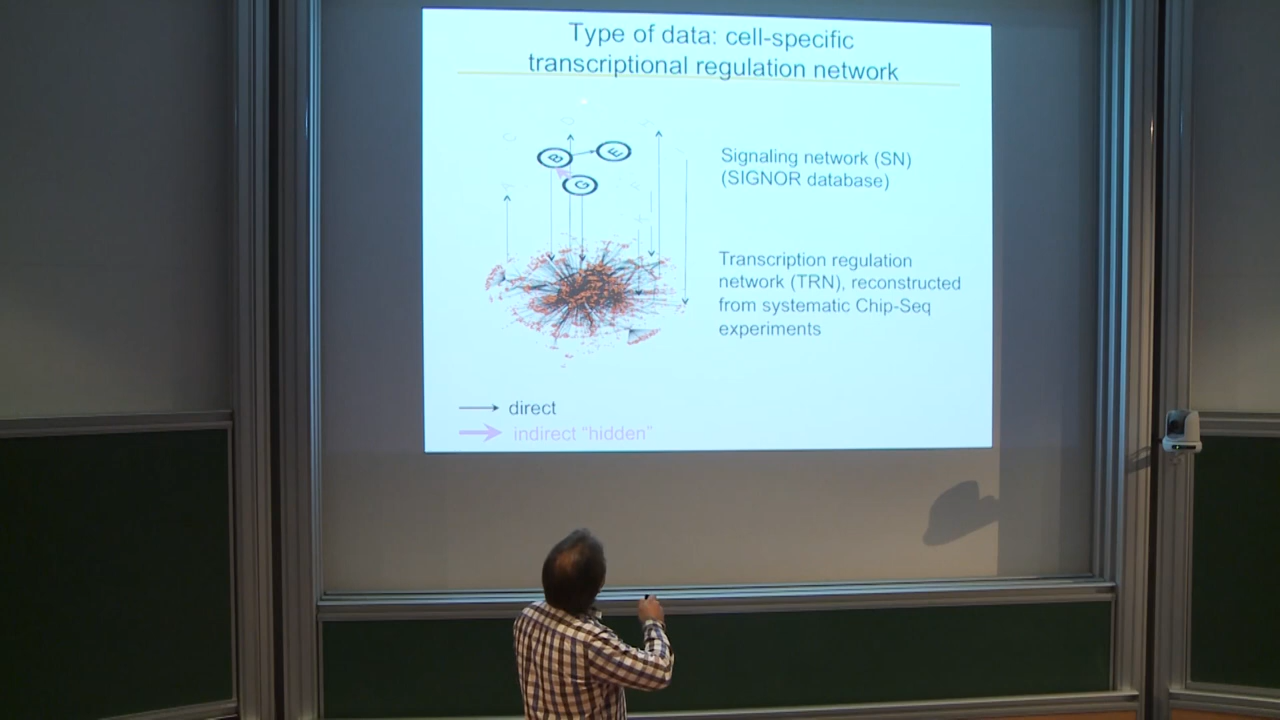 Type of data: cell-specific
transcriptional regulation network
B
E
G
Signaling network (SN)
(SIGNOR database)
Transcription regulation
network (TRN), reconstructed
from systematic Chip-Seq
experiments
direct
indirect "hidden"